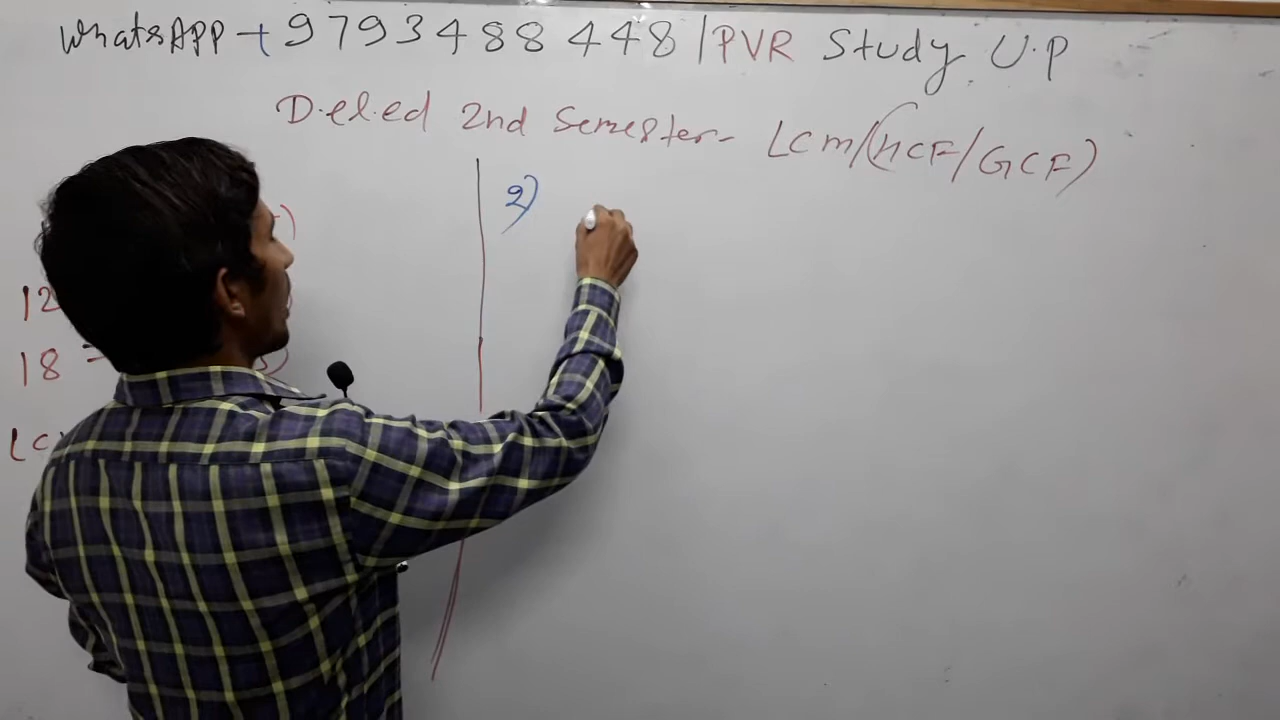 WhatsAPP - +9793488448 | PVR Study U.P
D.el.ed 2nd Semester - LCM/(HCF/GCF)
12
18 =
LC
2)